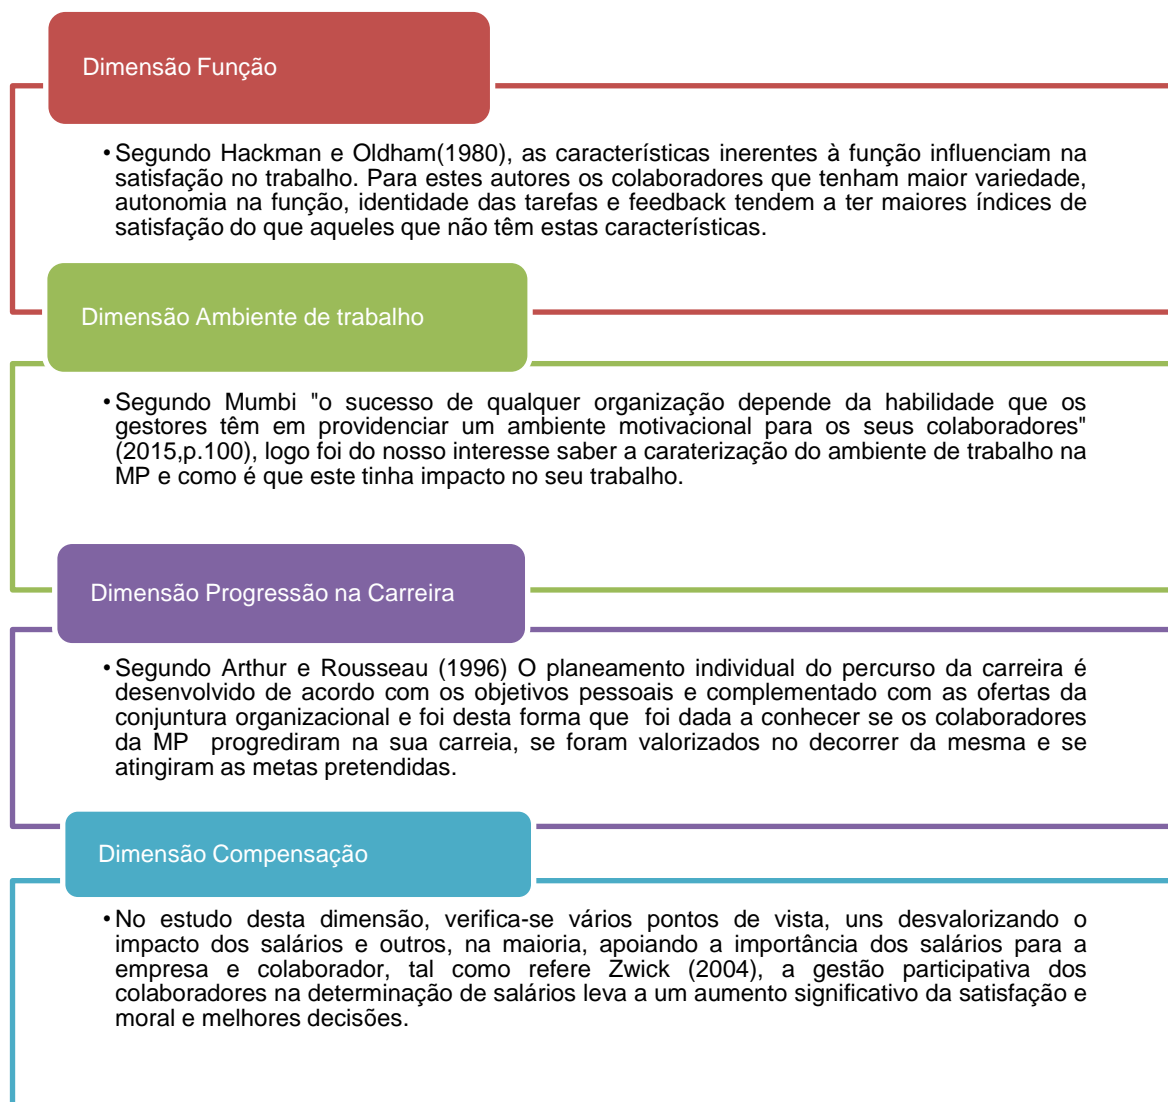 Dimensão Função
•Segundo Hackman e Oldham(1980), as características inerentes à função influenciam na
satisfação no trabalho. Para estes autores os colaboradores que tenham maior variedade,
autonomia na função, identidade das tarefas e feedback tendem a ter maiores índices de
satisfação do que aqueles que não têm estas características.
Dimensão Ambiente de trabalho
•Segundo Mumbi "o sucesso de qualquer organização depende da habilidade que os
gestores têm em providenciar um ambiente motivacional para os seus colaboradores"
(2015,p.100), logo foi do nosso interesse saber a caraterização do ambiente de trabalho na
MP e como é que este tinha impacto no seu trabalho.
Dimensão Progressão na Carreira
•Segundo Arthur e Rousseau (1996) O planeamento individual do percurso da carreira é
desenvolvido de acordo com os objetivos pessoais e complementado com as ofertas da
conjuntura organizacional e foi desta forma que foi dada a conhecer se os colaboradores
da MP progrediram na sua carreia, se foram valorizados no decorrer da mesma e se
atingiram as metas pretendidas.
Dimensão Compensação
•No estudo desta dimensão, verifica-se vários pontos de vista, uns desvalorizando o
impacto dos salários e outros, na maioria, apoiando a importância dos salários para a
empresa e colaborador, tal como refere Zwick (2004), a gestão participativa dos
colaboradores na determinação de salários leva a um aumento significativo da satisfação e
moral e melhores decisões.